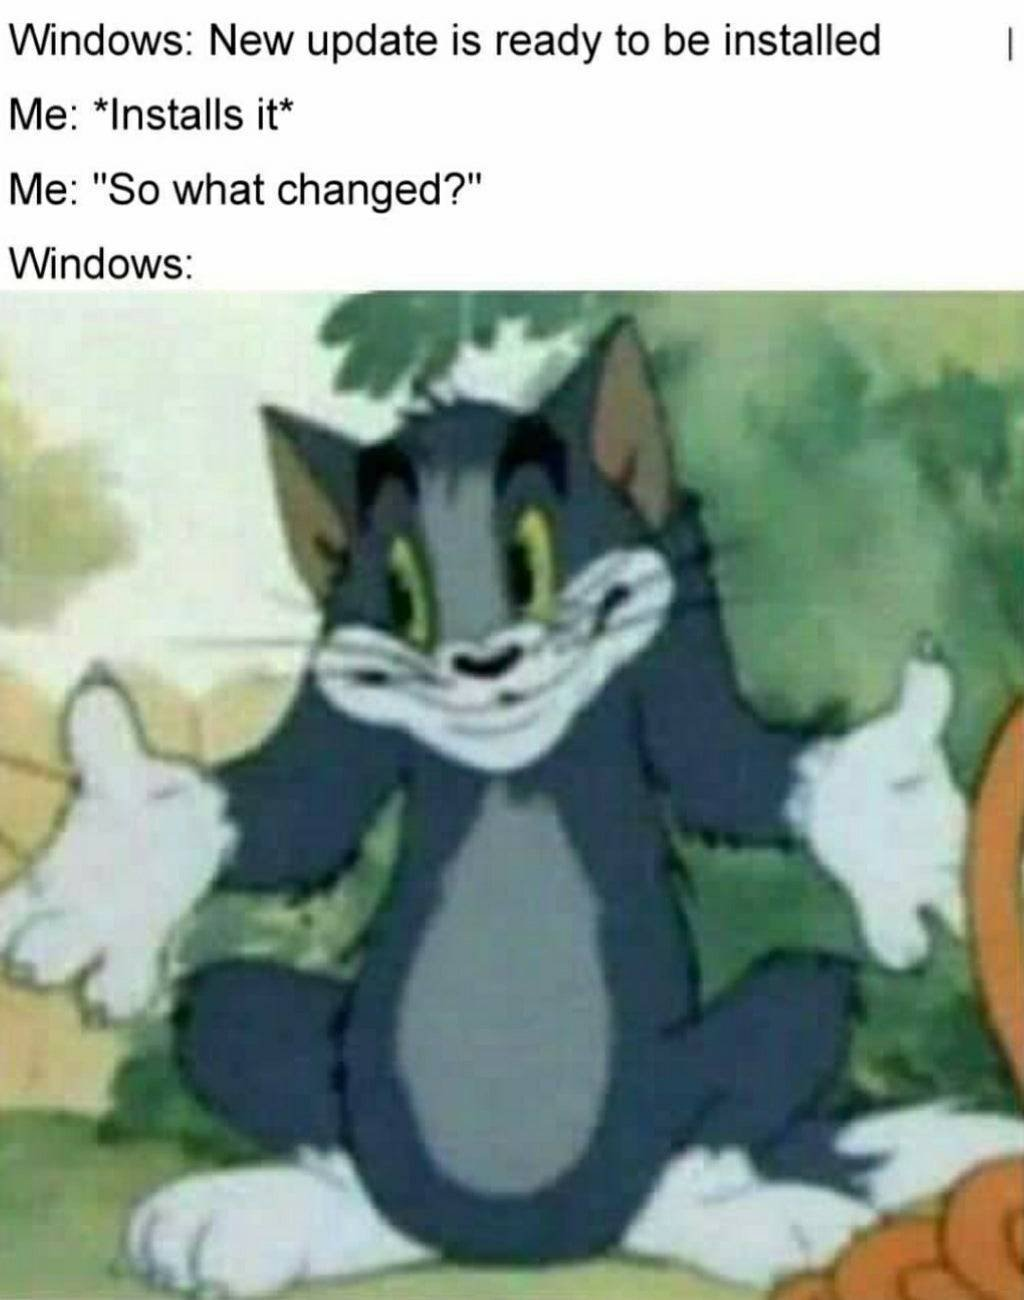 Windows: New update is ready to be installed
Me: *Installs it*
Me: "So what changed?"
Windows: